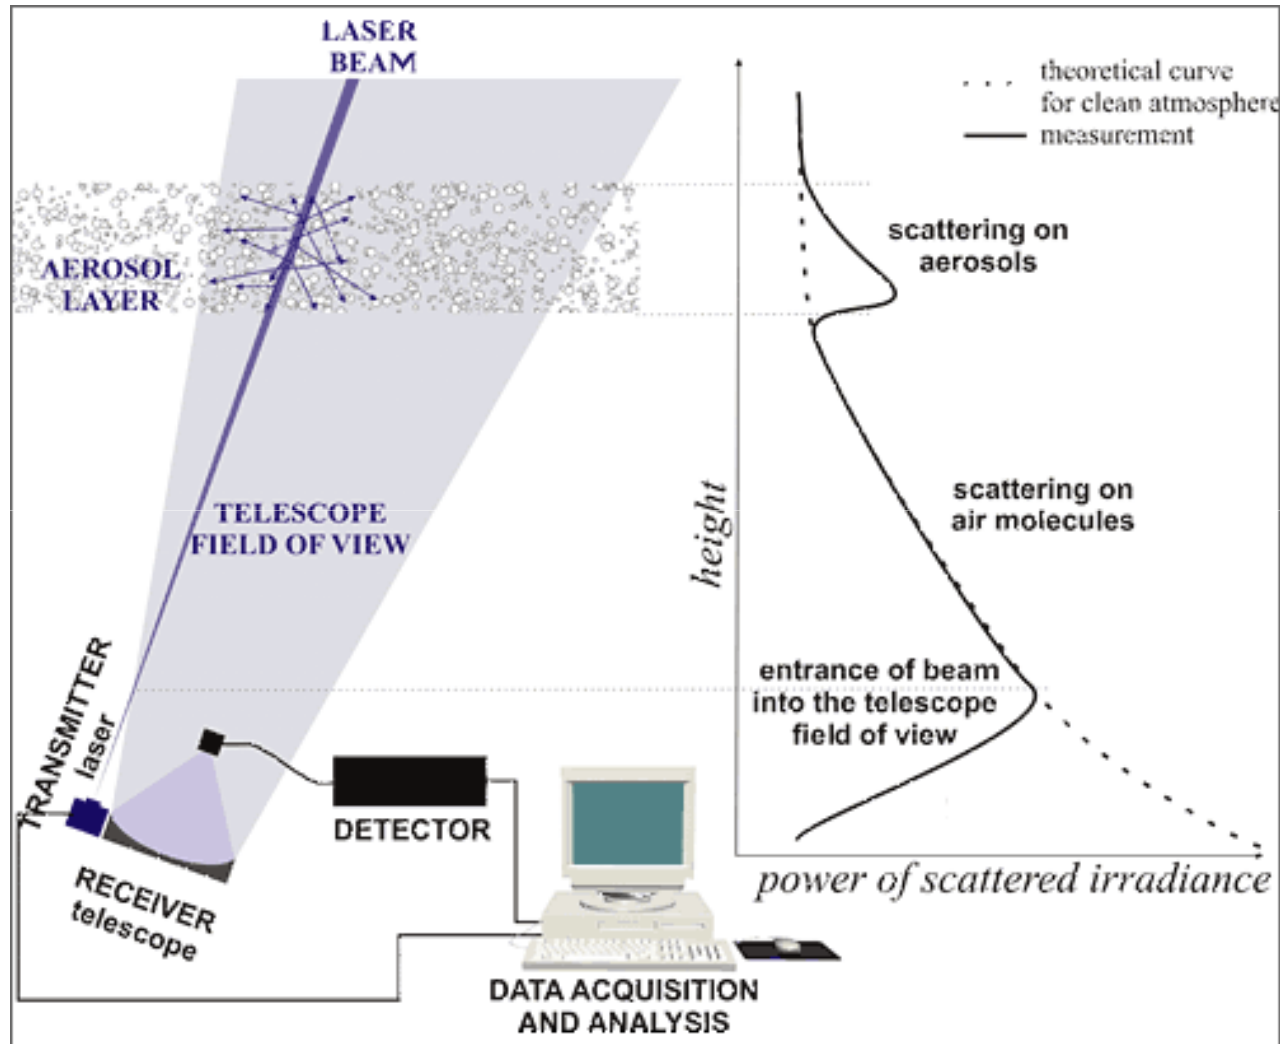 LASER
BEAM
AEROSOL
LAYER
TELESCOPE
FIELD OF VIEW
TRANSMITTER
laser
RECEIVER
telescope
DETECTOR
DATA ACQUISITION
AND ANALYSIS
theoretical curve
for clean atmosphere
measurement
scattering on
aerosols
scattering on
air molecules
entrance of beam
into the telescope
field of view
height
power of scattered irradiance